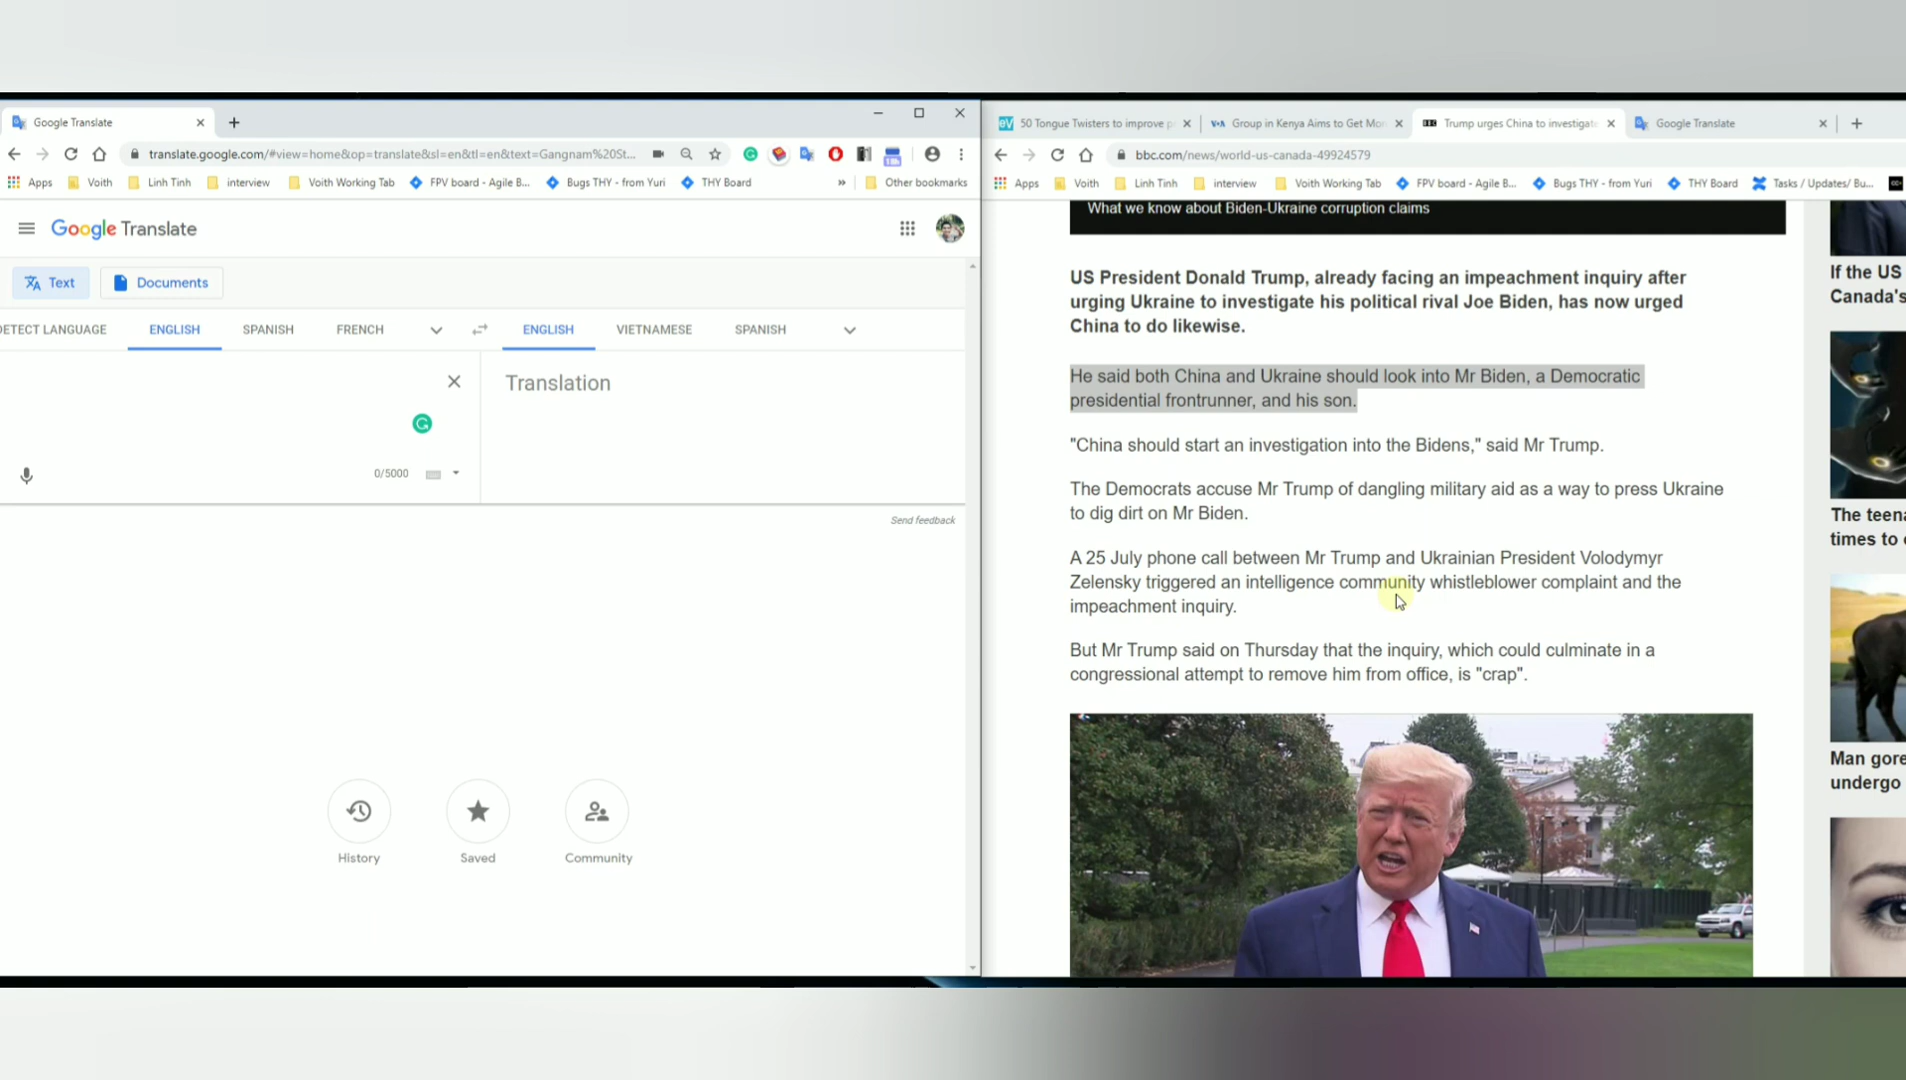 Google Translate
translate.google.com/#view=home&op=translate&sl=en&tl=en&text=Gangnam%20St...
Apps
Voith
Linh Tinh
interview
Voith Working Tab
FPV board - Agile B...
Bugs THY - from Yuri
THY Board
»
Other bookmarks
Google Translate
Text
Documents
DETECT LANGUAGE
ENGLISH
SPANISH
FRENCH
ENGLISH
VIETNAMESE
SPANISH
Translation
0/5000
Send feedback
History
Saved
Community
50 Tongue Twisters to improve
Group in Kenya Aims to Get
Trump urges China to investigat
Google Translate
bbc.com/news/world-us-canada-49924579
Apps
Voith
Linh Tinh
interview
Voith Working Tab
FPV board - Agile B...
Bugs THY - from Yuri
THY Board
Tasks / Updates/ Bu...
What we know about Biden-Ukraine corruption claims
US President Donald Trump, already facing an impeachment inquiry after
urging Ukraine to investigate his political rival Joe Biden, has now urged
China to do likewise.
He said both China and Ukraine should look into Mr Biden, a Democratic
presidential frontrunner, and his son.
"China should start an investigation into the Bidens," said Mr Trump.
The Democrats accuse Mr Trump of dangling military aid as a way to press Ukraine
to dig dirt on Mr Biden.
A 25 July phone call between Mr Trump and Ukrainian President Volodymyr
Zelensky triggered an intelligence community whistleblower complaint and the
impeachment inquiry.
But Mr Trump said on Thursday that the inquiry, which could culminate in a
congressional attempt to remove him from office, is "crap".
If the US
Canada's
The teena
times to
Man gore
undergo